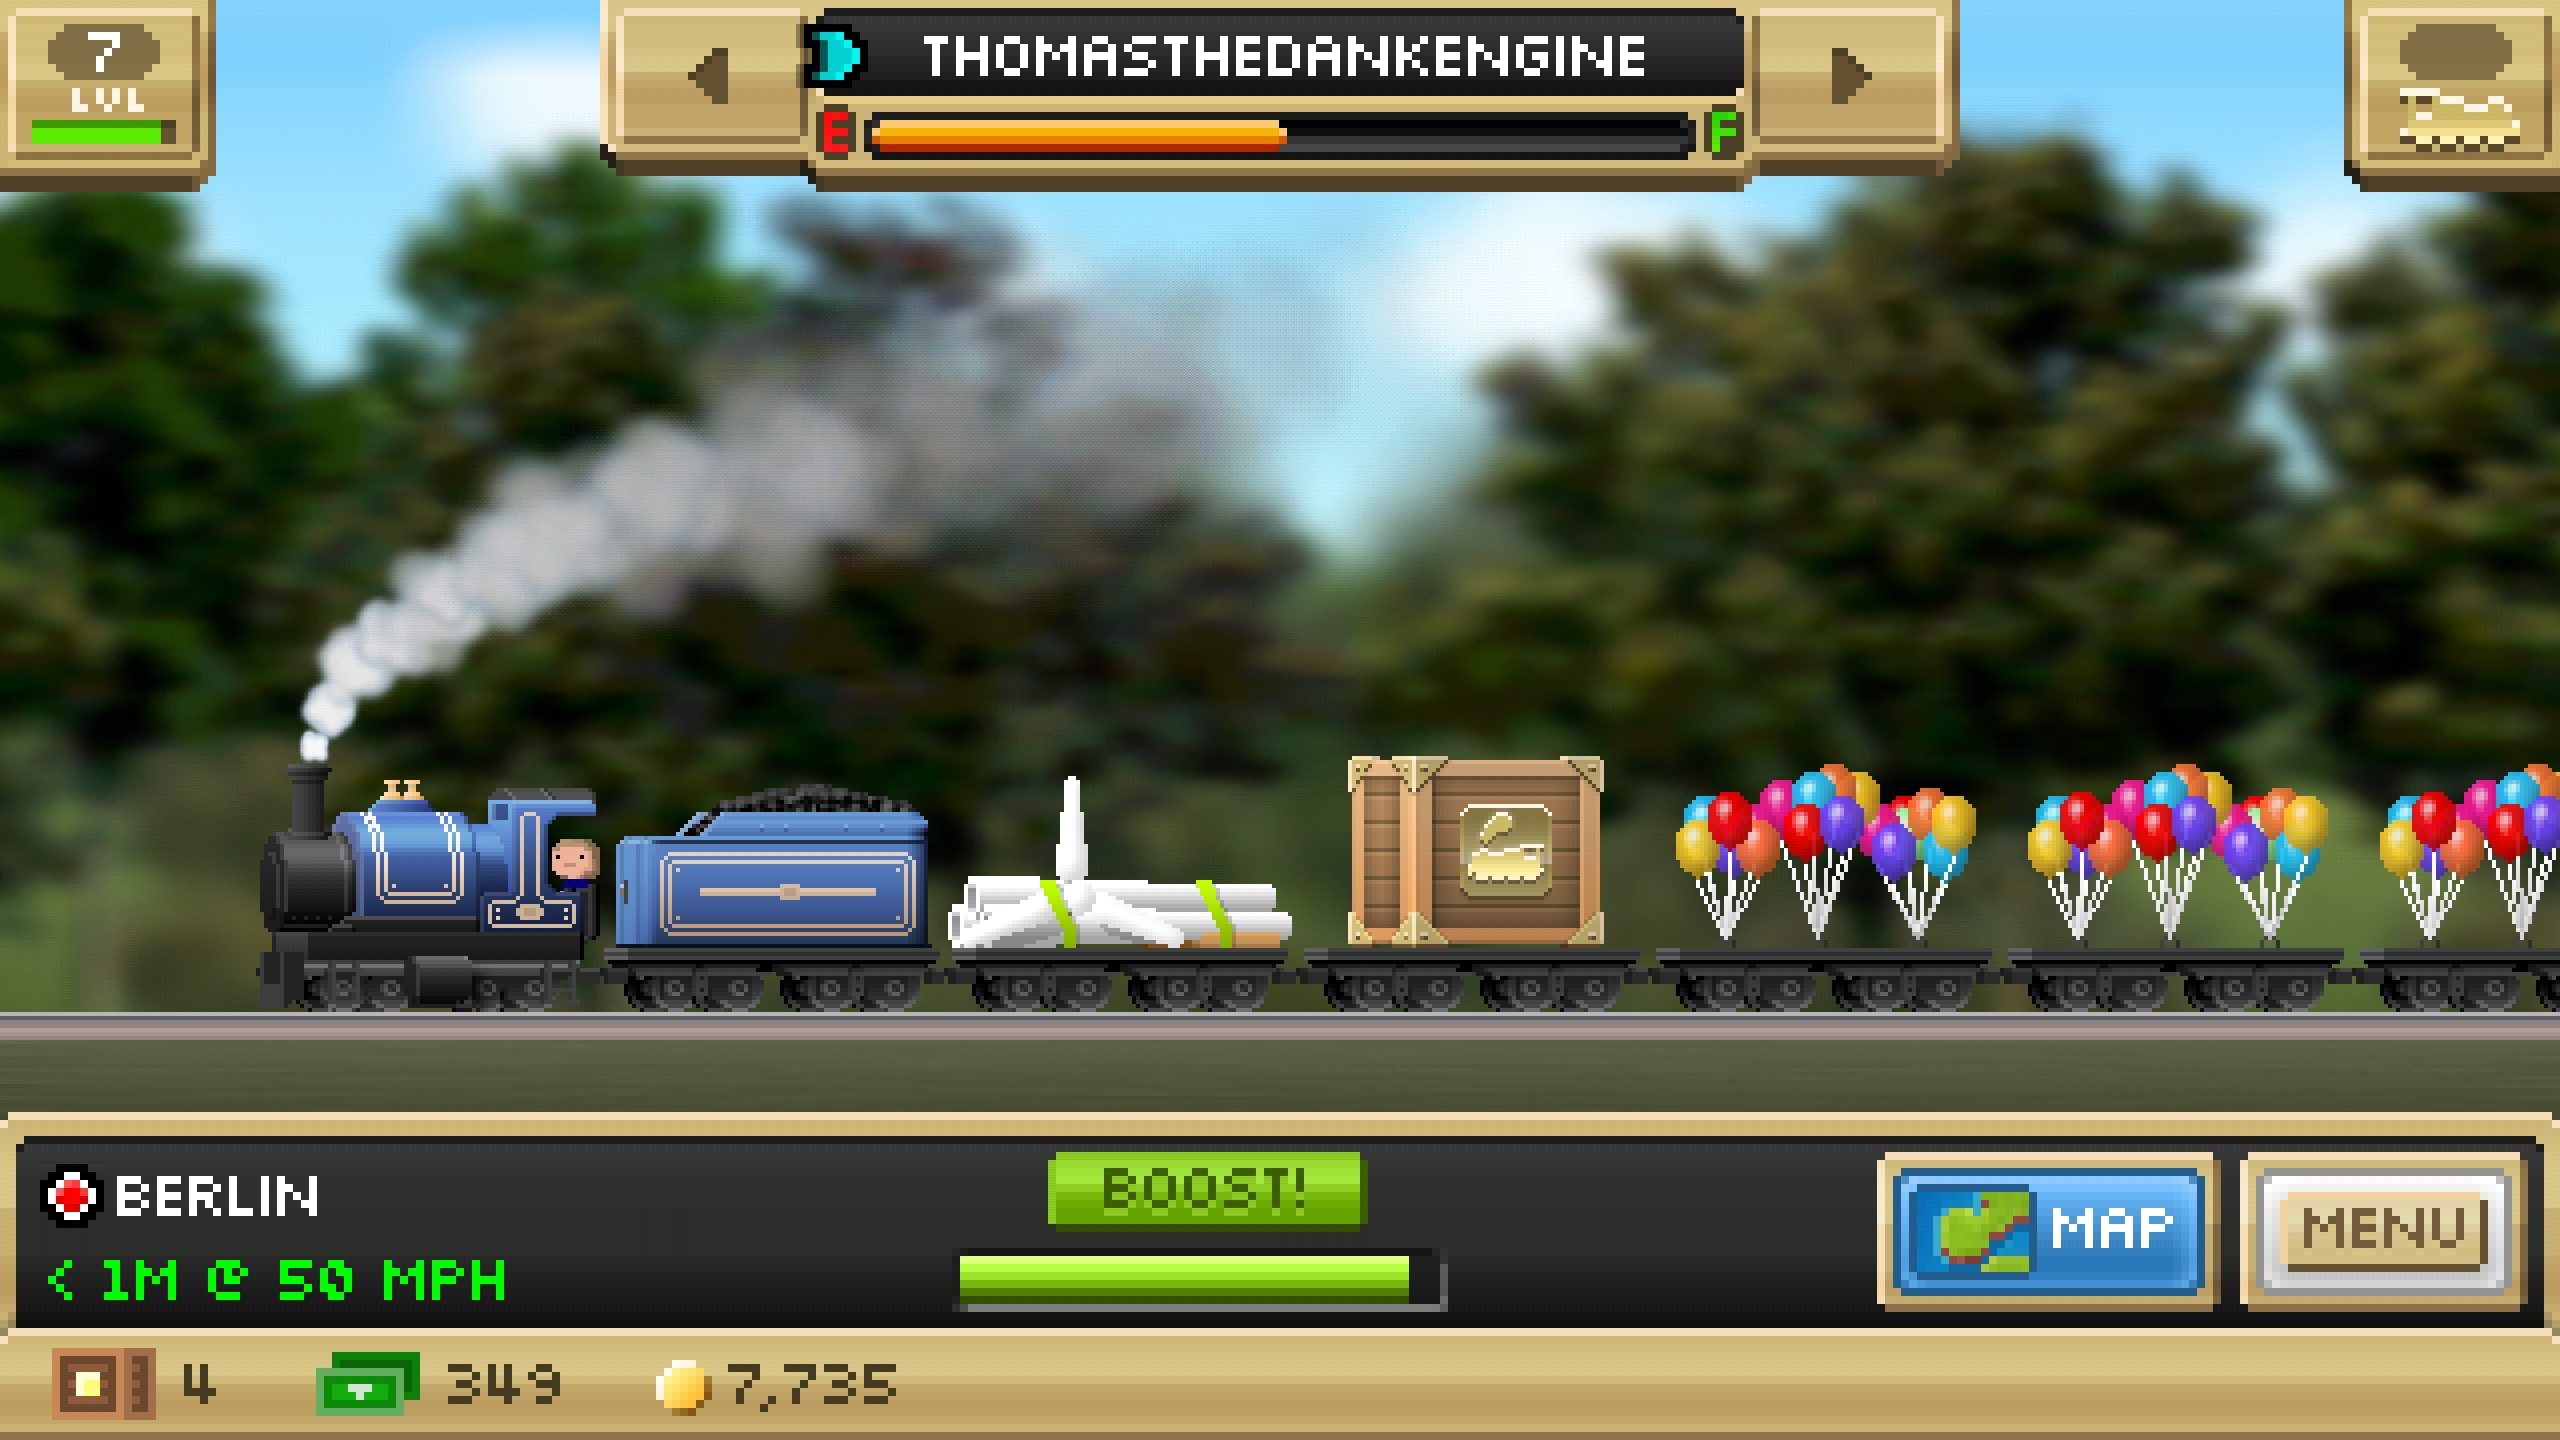 7
LVL
THOMASTHEDANKENGINE
E F
BERLIN
< 1M @ 50 MPH
BOOST!
MAP
MENU
4 349 7,735